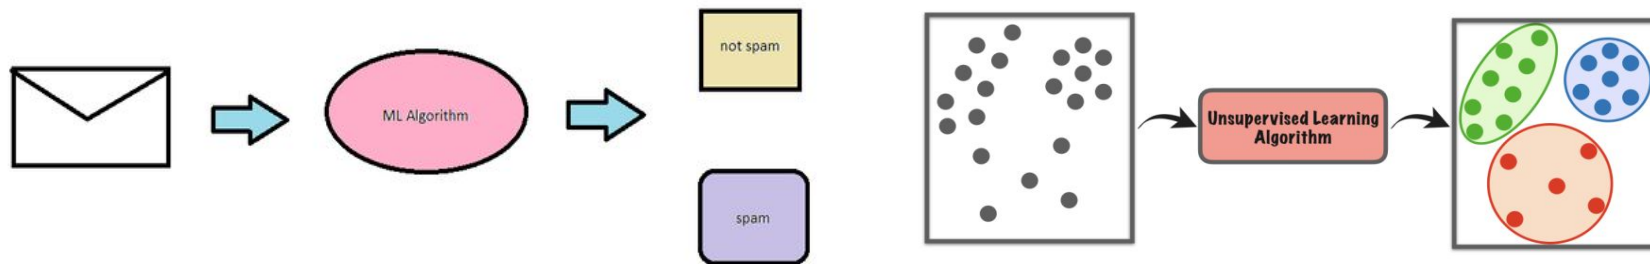 ML Algorithm
not spam
spam
Unsupervised Learning
Algorithm